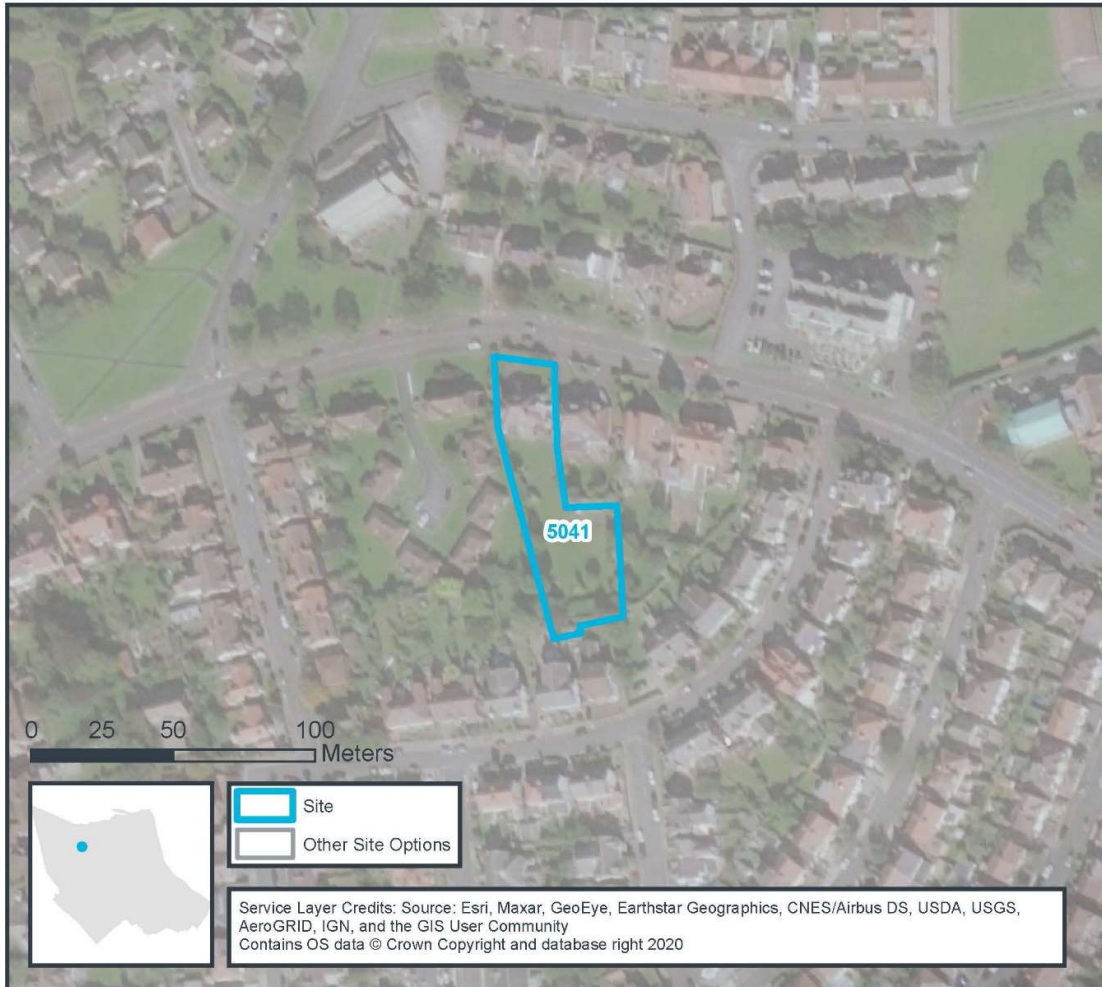 5041
0 25 50 100
Meters
Site
Other Site Options
Service Layer Credits: Source: Esri, Maxar, GeoEye, Earthstar Geographics, CNES/Airbus DS, USDA, USGS,
AeroGRID, IGN, and the GIS User Community
Contains OS data © Crown Copyright and database right 2020